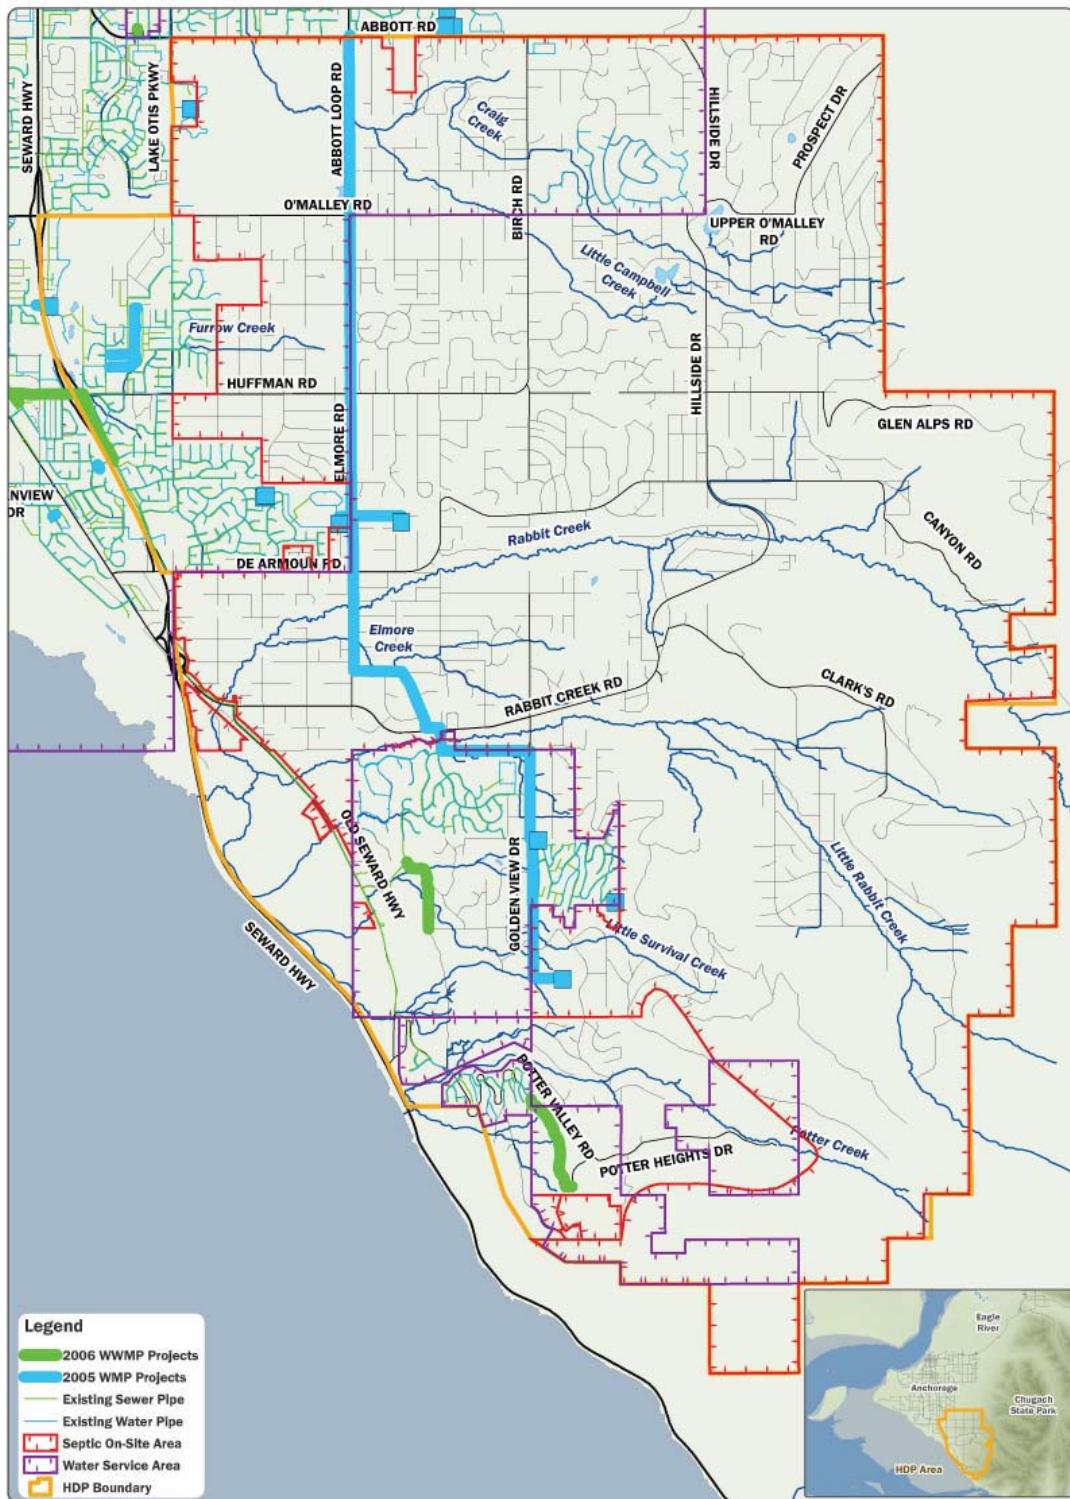 ABBOTT RD
SEWARD HWY
LAKE OTIS PKWY
ABBOTT LOOP RD
Craig
Creek
HILLSIDE DR
PROSPECT DR
O'MALLEY RD
BIRCH RD
UPPER O'MALLEY
RD
Little Campbell
Creek
Furrow Creek
HILLSIDE DR
HUFFMAN RD
GLEN ALPS RD
ELMORE RD
NVIEW
DR
CANYON RD
Rabbit Creek
DE ARMOUN RD
Elmore
Creek
RABBIT CREEK RD
CLARK'S RD
OLD SEWARD HWY
GOLDEN VIEW DR
Little Rabbit Creek
SEWARD HWY
Little Survival Creek
POTTER VALLEY RD
Potter Creek
POTTER HEIGHTS DR
Legend
2006 WWMP Projects
2005 WMP Projects
Existing Sewer Pipe
Existing Water Pipe
Septic On-Site Area
Water Service Area
HDP Boundary
Eagle
River
Anchorage
Chugach
State Park
HDP Area